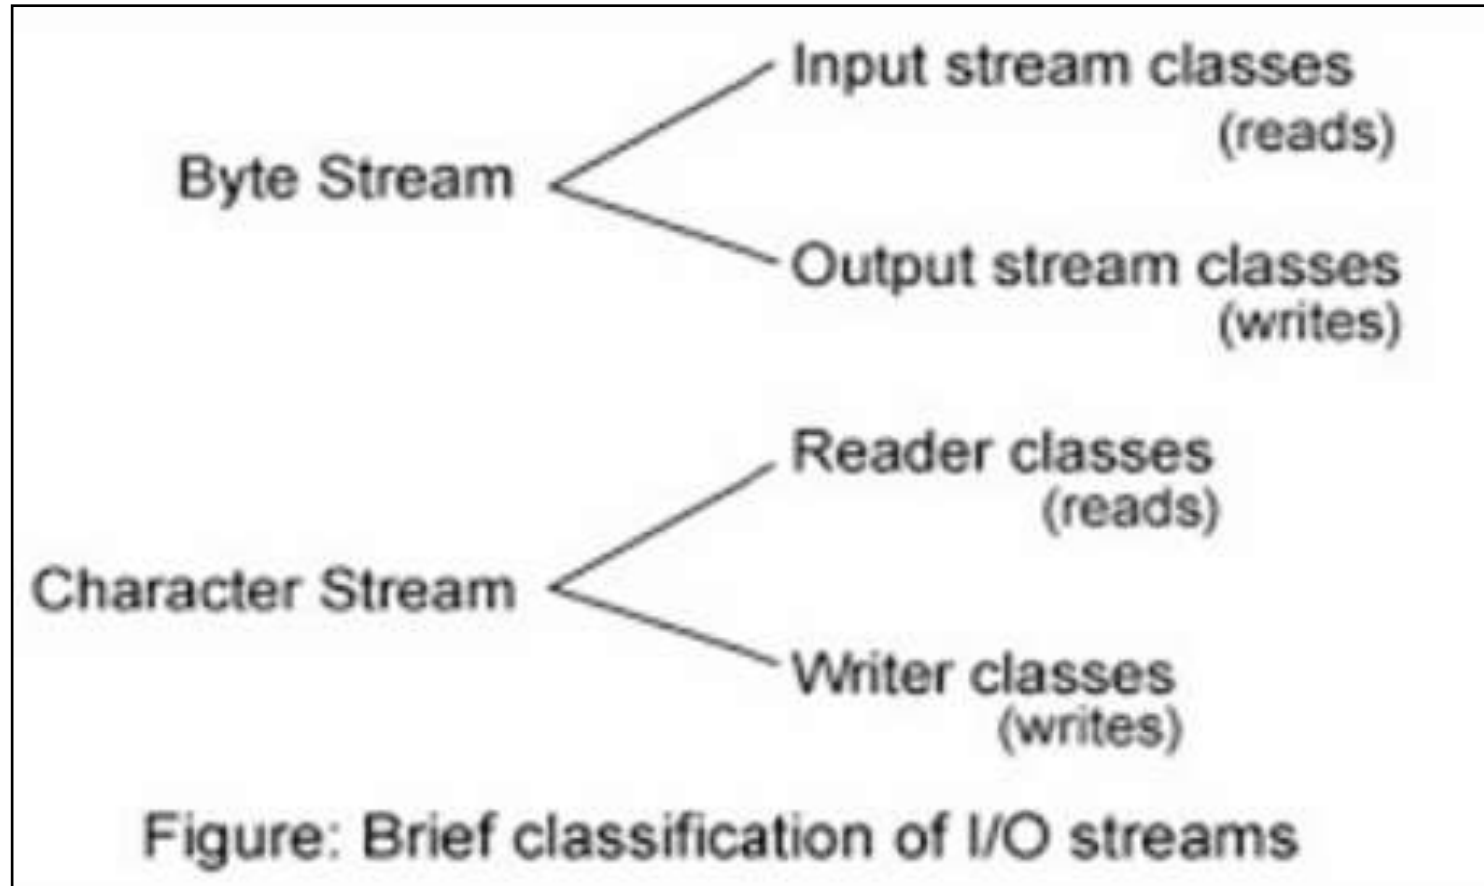 Input stream classes
(reads)
Byte Stream
Output stream classes
(writes)
Reader classes
(reads)
Character Stream
Writer classes
(writes)
Figure: Brief classification of I/O streams